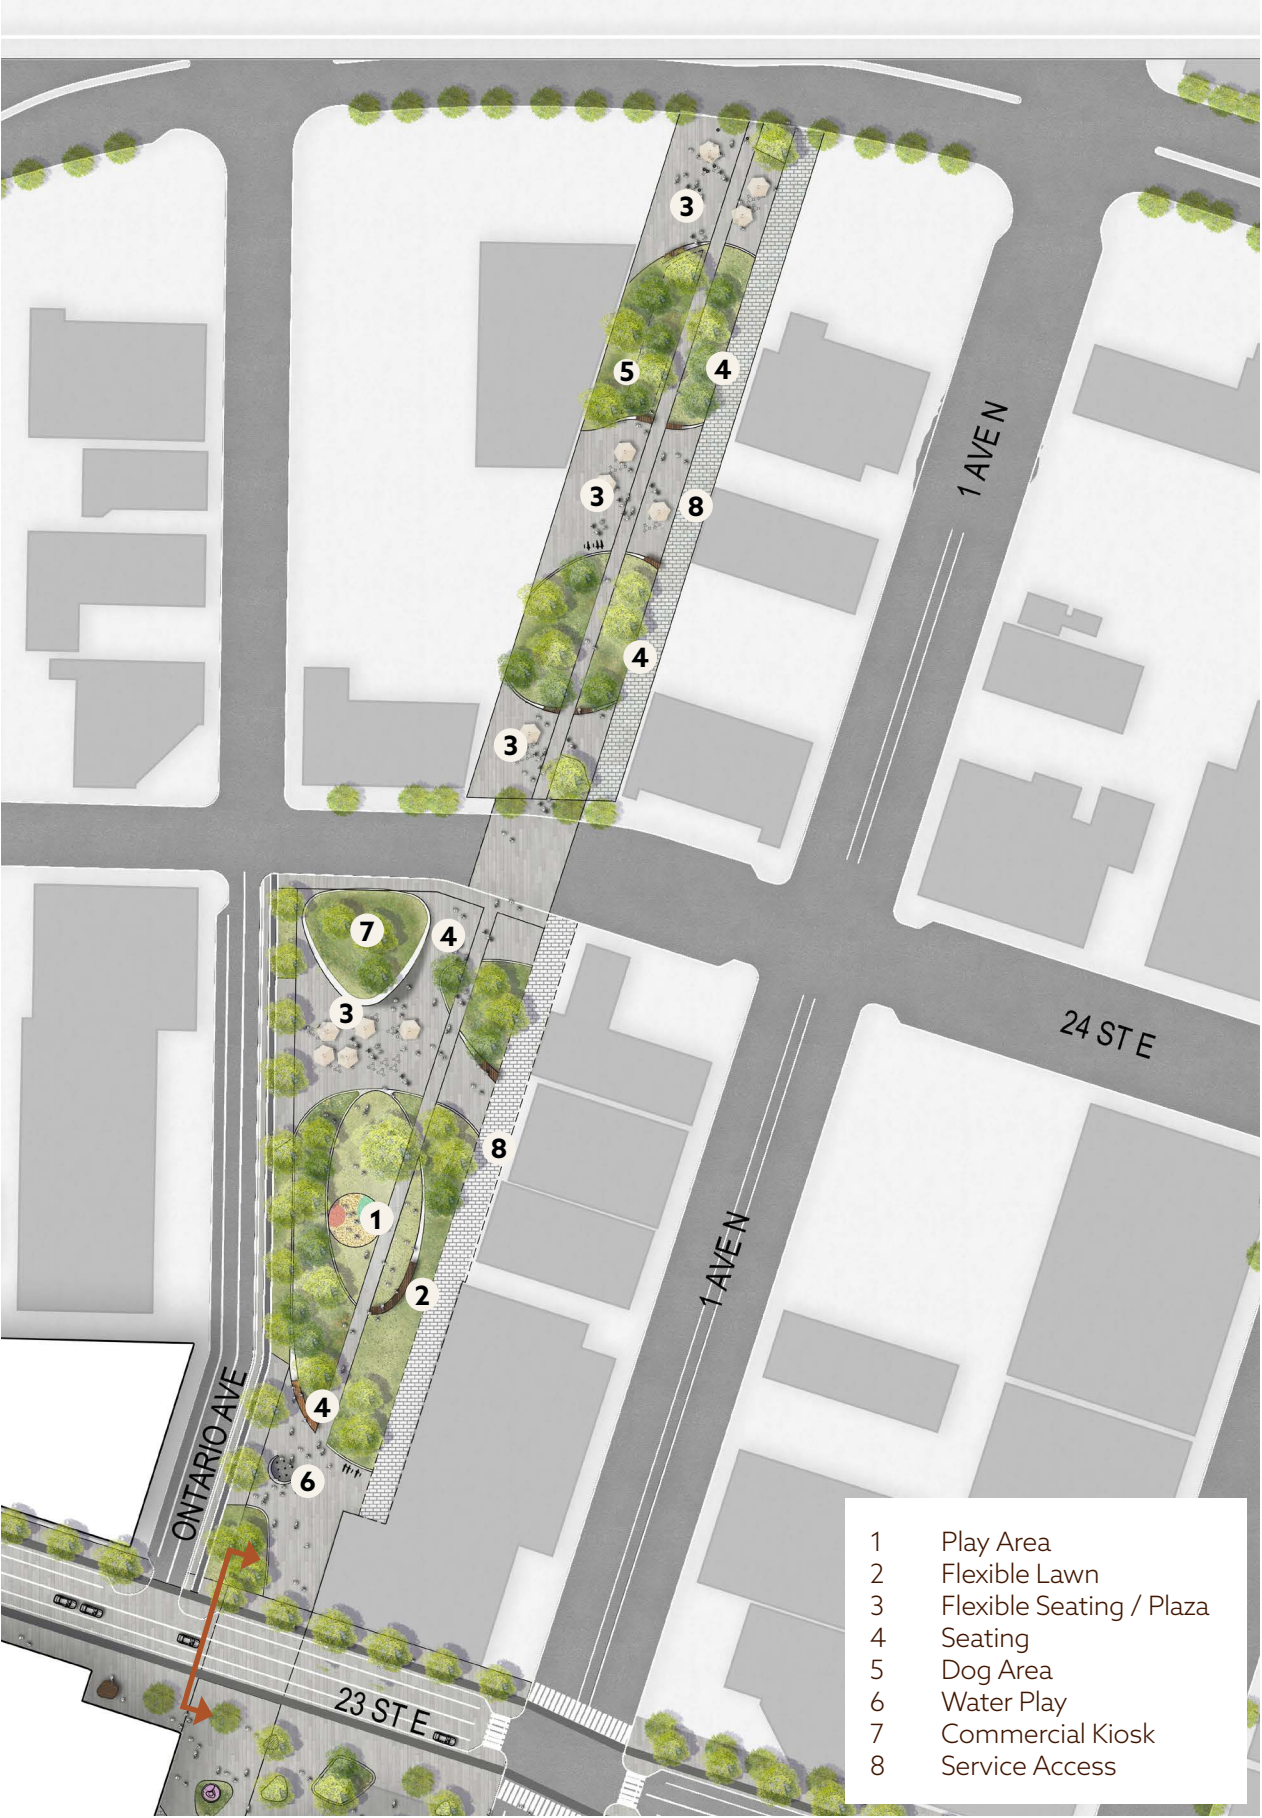 3
5
4
1 AVE N
3
8
4
3
7
4
3
24 ST E
8
1
1 AVE N
2
ONTARIO AVE
4
6
23 ST E
1 Play Area
2 Flexible Lawn
3 Flexible Seating / Plaza
4 Seating
5 Dog Area
6 Water Play
7 Commercial Kiosk
8 Service Access